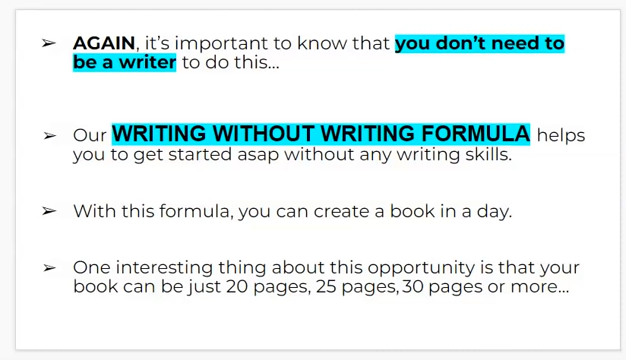 ➢ AGAIN, it's important to know that you don't need to
be a writer to do this...
➢ Our WRITING WITHOUT WRITING FORMULA helps
you to get started asap without any writing skills.
➢ With this formula, you can create a book in a day.
➢ One interesting thing about this opportunity is that your
book can be just 20 pages, 25 pages, 30 pages or more...